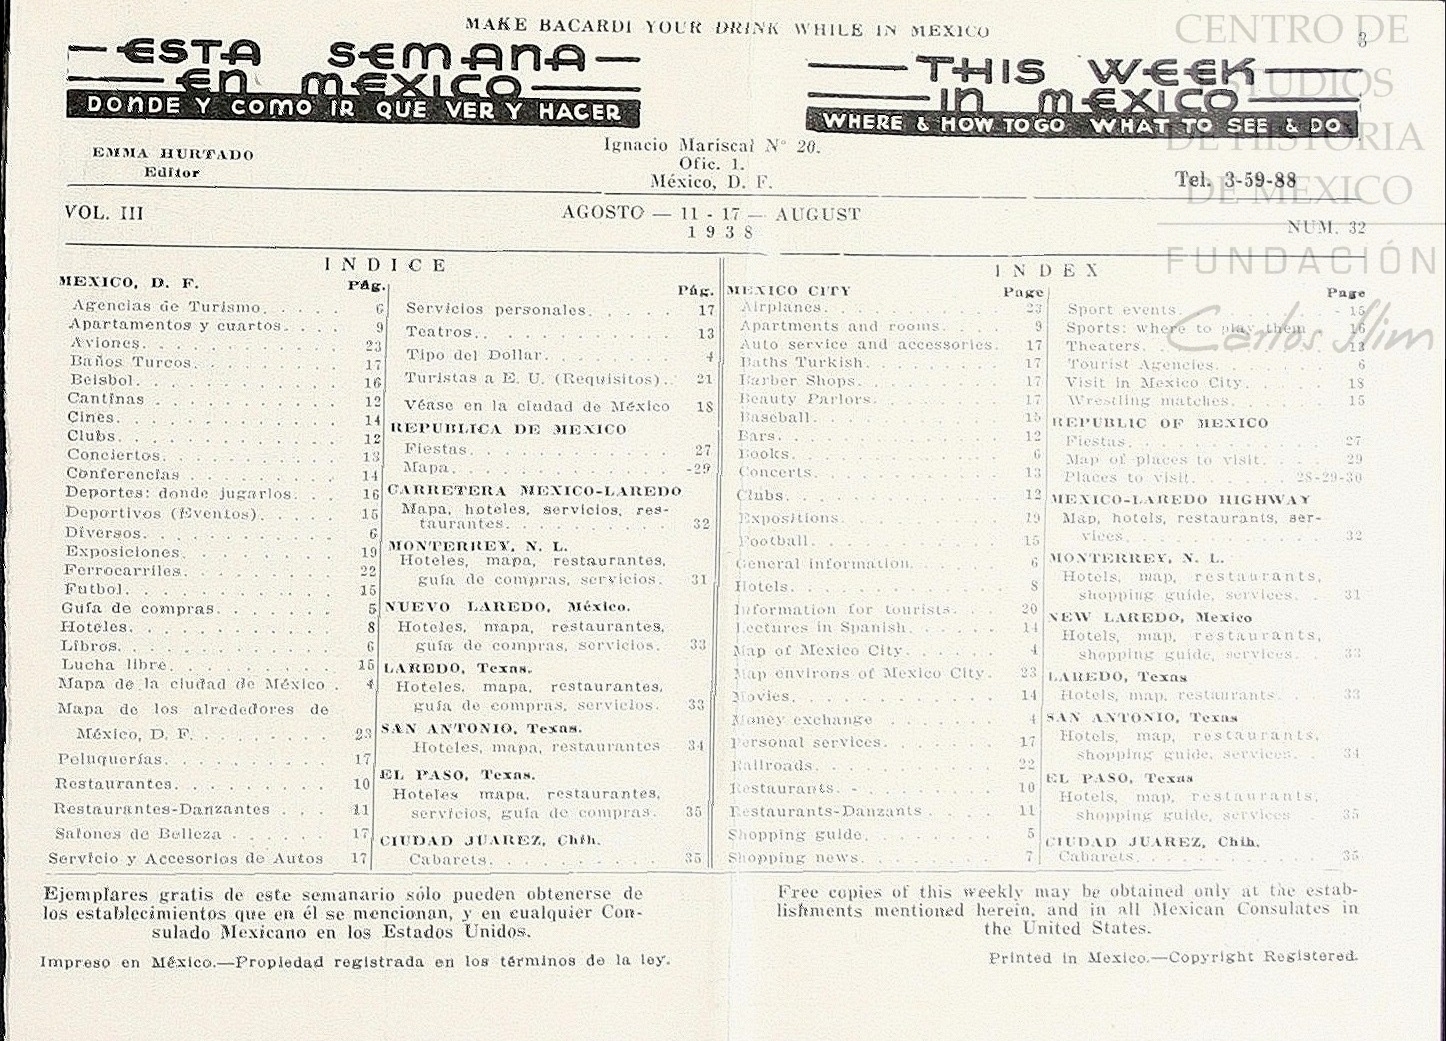 MAKE BACARDI YOUR DRINK WHILE IN MEXICO
3
ESTA SEMANA
EN MEXICO
DONDE Y COMO IR QUE VER Y HACER
THIS WEEK
IN MEXICO
WHERE & HOW TO GO WHAT TO SEE & DO
EMMA HURTADO
Editor
Ignacio Mariscal N° 20.
Ofic. 1.
México, D. F.
Tel. 3-59-88
VOL. III
AGOSTO — 11 - 17 — AUGUST
1938
NUM. 32
INDICE
MEXICO, D. F. Pág.
Agencias de Turismo. . . . 6
Apartamentos y cuartos. . . . 9
Aviones. . . . . . . . . . . 23
Baños Turcos. . . . . . . . . 17
Beisbol. . . . . . . . . . . 16
Cantinas . . . . . . . . . . 12
Cines. . . . . . . . . . . . 14
Clubs. . . . . . . . . . . . 12
Conciertos. . . . . . . . . . 13
Conferencias . . . . . . . . 14
Deportes: donde jugarlos. . . 16
Deportivos (Eventos). . . . . 15
Diversos. . . . . . . . . . . 6
Exposiciones. . . . . . . . . 19
Ferrocarriles. . . . . . . . 22
Futbol. . . . . . . . . . . . 15
Guía de compras. . . . . . . 5
Hoteles. . . . . . . . . . . 8
Libros. . . . . . . . . . . . 6
Lucha libre. . . . . . . . . 15
Mapa de la ciudad de México . 4
Mapa de los alrededores de
México, D. F. . . . . . . . . 23
Peluquerías. . . . . . . . . 17
Restaurantes. . . . . . . . . 10
Restaurantes-Danzantes . . . 11
Salones de Belleza . . . . . 17
Servicio y Accesorios de Autos 17
Pág.
Servicios personales. . . . . 17
Teatros. . . . . . . . . . . 13
Tipo del Dollar. . . . . . . 4
Turistas a E. U. (Requisitos). . 21
Véase en la ciudad de México 18
REPUBLICA DE MEXICO
Fiestas. . . . . . . . . . . 27
Mapa. . . . . . . . . . . . -29
CARRETERA MEXICO-LAREDO
Mapa, hoteles, servicios, res-
taurantes. . . . . . . . . . 32
MONTERREY, N. L.
Hoteles, mapa, restaurantes,
guía de compras, servicios. 31
NUEVO LAREDO, México.
Hoteles, mapa, restaurantes,
guía de compras, servicios. 33
LAREDO, Texas.
Hoteles, mapa, restaurantes,
guía de compras, servicios. 33
SAN ANTONIO, Texas.
Hoteles, mapa, restaurantes 34
EL PASO, Texas.
Hoteles mapa, restaurantes,
servicios, guía de compras. 35
CIUDAD JUAREZ, Chih.
Cabarets. . . . . . . . . . . 35
INDEX
MEXICO CITY Page
Airplanes. . . . . . . . . . 23
Apartments and rooms. . . . . 9
Auto service and accessories. 17
Baths Turkish. . . . . . . . 17
Barber Shops. . . . . . . . . 17
Beauty Parlors. . . . . . . . 17
Baseball. . . . . . . . . . . 15
Bars. . . . . . . . . . . . . 12
Books. . . . . . . . . . . . 6
Concerts. . . . . . . . . . . 13
Clubs. . . . . . . . . . . . 12
Expositions. . . . . . . . . 19
Football. . . . . . . . . . . 15
General information. . . . . 6
Hotels. . . . . . . . . . . . 8
Information for tourists. . . 20
Lectures in Spanish. . . . . 14
Map of Mexico City. . . . . . 4
Map environs of Mexico City. 23
Movies. . . . . . . . . . . . 14
Money exchange . . . . . . . 4
Personal services. . . . . . 17
Railroads. . . . . . . . . . 22
Restaurants. - . . . . . . . 10
Restaurants-Danzants . . . . 11
Shopping guide. . . . . . . . 5
Shopping news. . . . . . . . 7
Page
Sport events. . . . . . . . - 15
Sports: where to play them 16
Theaters. . . . . . . . . . . 13
Tourist Agencies. . . . . . . 6
Visit in Mexico City. . . . . 18
Wrestling matches. . . . . . 15
REPUBLIC OF MEXICO
Fiestas. . . . . . . . . . . 27
Map of places to visit. . . . 29
Places to visit. . . . . 28-29-30
MEXICO-LAREDO HIGHWAY
Map, hotels, restaurants, ser-
vices. . . . . . . . . . . . 32
MONTERREY, N. L.
Hotels, map, restaurants,
shopping guide, services. . 31
NEW LAREDO, Mexico
Hotels, map, restaurants,
shopping guide, services. . 33
LAREDO, Texas
Hotels, map, restaurants. . . 33
SAN ANTONIO, Texas
Hotels, map, restaurants,
shopping guide, services. . 34
EL PASO, Texas
Hotels, map, restaurants,
shopping guide, services . 35
CIUDAD JUAREZ, Chih.
Cabarets. . . . . . . . . . . 35
Ejemplares gratis de este semanario sólo pueden obtenerse de
los establecimientos que en él se mencionan, y en cualquier Con-
sulado Mexicano en los Estados Unidos.
Impreso en México.—Propiedad registrada en los términos de la ley.
Free copies of this weekly may be obtained only at the estab-
lishments mentioned herein, and in all Mexican Consulates in
the United States.
Printed in Mexico.—Copyright Registered.
CENTRO DE
ESTUDIOS
DE HISTORIA
DE MEXICO
FUNDACIÓN
Carlos Slim